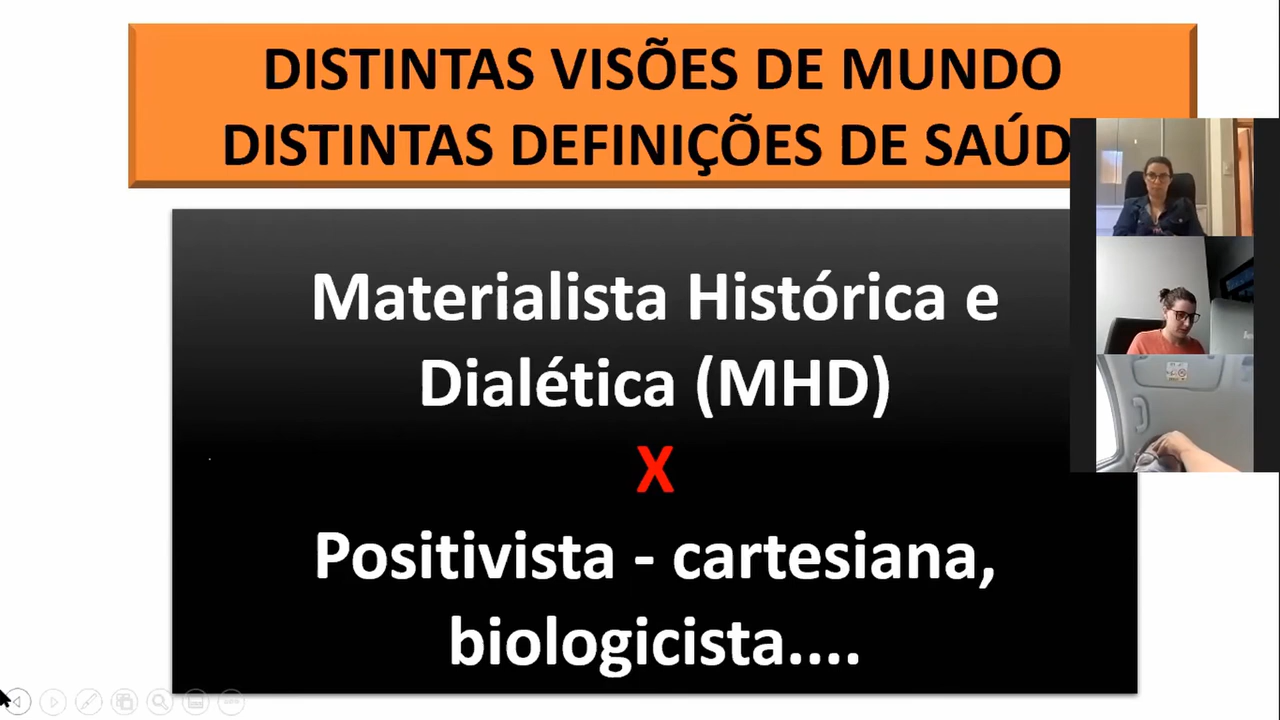 DISTINTAS VISÕES DE MUNDO
DISTINTAS DEFINIÇÕES DE SAÚD
Materialista Histórica e
Dialética (MHD)
X
Positivista - cartesiana,
biologicista....